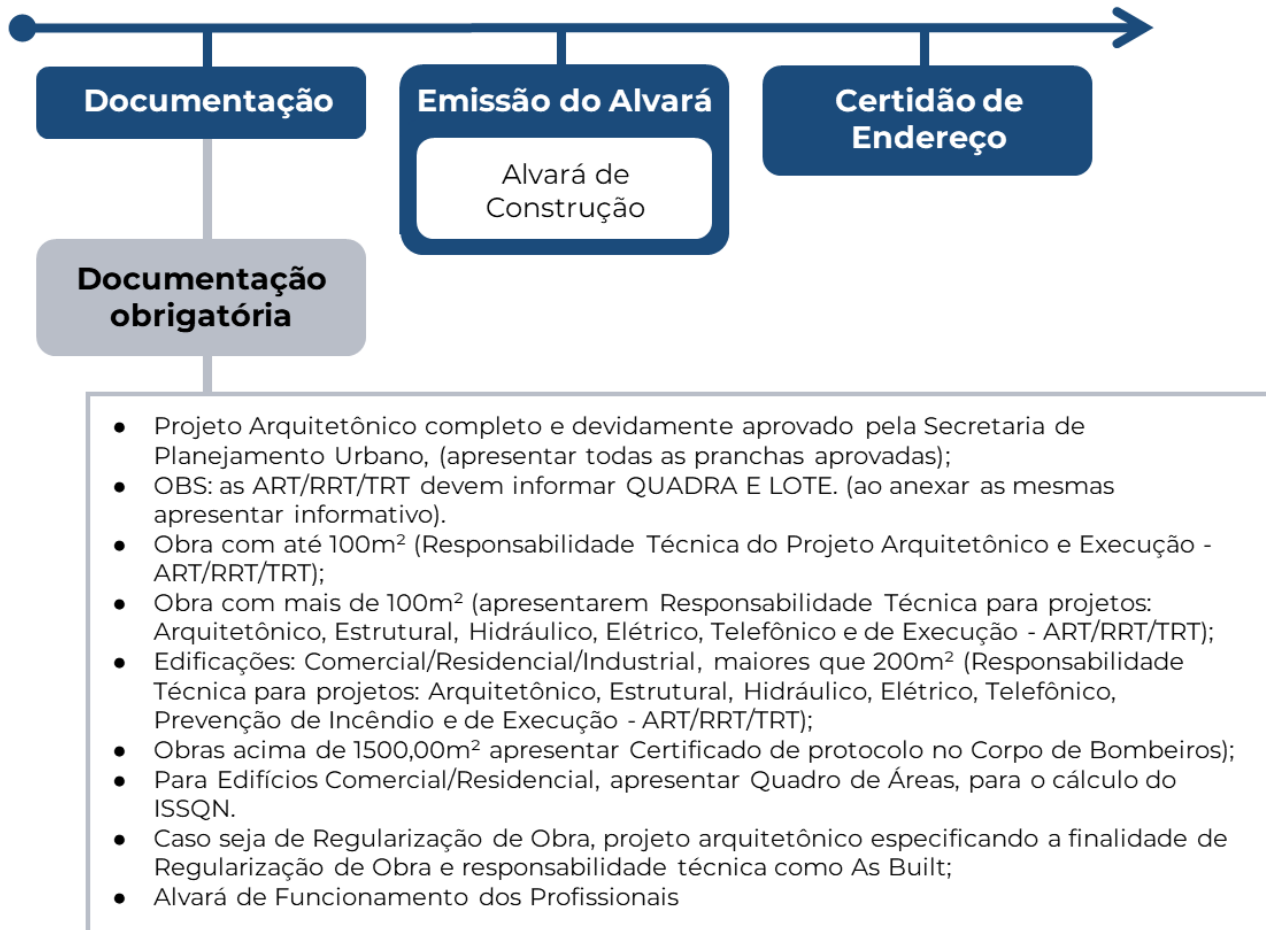 Documentação
Emissão do Alvará
Alvará de
Construção
Certidão de
Endereço
Documentação
obrigatória
● Projeto Arquitetônico completo e devidamente aprovado pela Secretaria de
Planejamento Urbano, (apresentar todas as pranchas aprovadas);
● OBS: as ART/RRT/TRT devem informar QUADRA E LOTE. (ao anexar as mesmas
apresentar informativo).
● Obra com até 100m² (Responsabilidade Técnica do Projeto Arquitetônico e Execução -
ART/RRT/TRT);
● Obra com mais de 100m² (apresentarem Responsabilidade Técnica para projetos:
Arquitetônico, Estrutural, Hidráulico, Elétrico, Telefônico e de Execução - ART/RRT/TRT);
● Edificações: Comercial/Residencial/Industrial, maiores que 200m² (Responsabilidade
Técnica para projetos: Arquitetônico, Estrutural, Hidráulico, Elétrico, Telefônico,
Prevenção de Incêndio e de Execução - ART/RRT/TRT);
● Obras acima de 1500,00m² apresentar Certificado de protocolo no Corpo de Bombeiros);
● Para Edifícios Comercial/Residencial, apresentar Quadro de Áreas, para o cálculo do
ISSQN.
● Caso seja de Regularização de Obra, projeto arquitetônico especificando a finalidade de
Regularização de Obra e responsabilidade técnica como As Built;
● Alvará de Funcionamento dos Profissionais